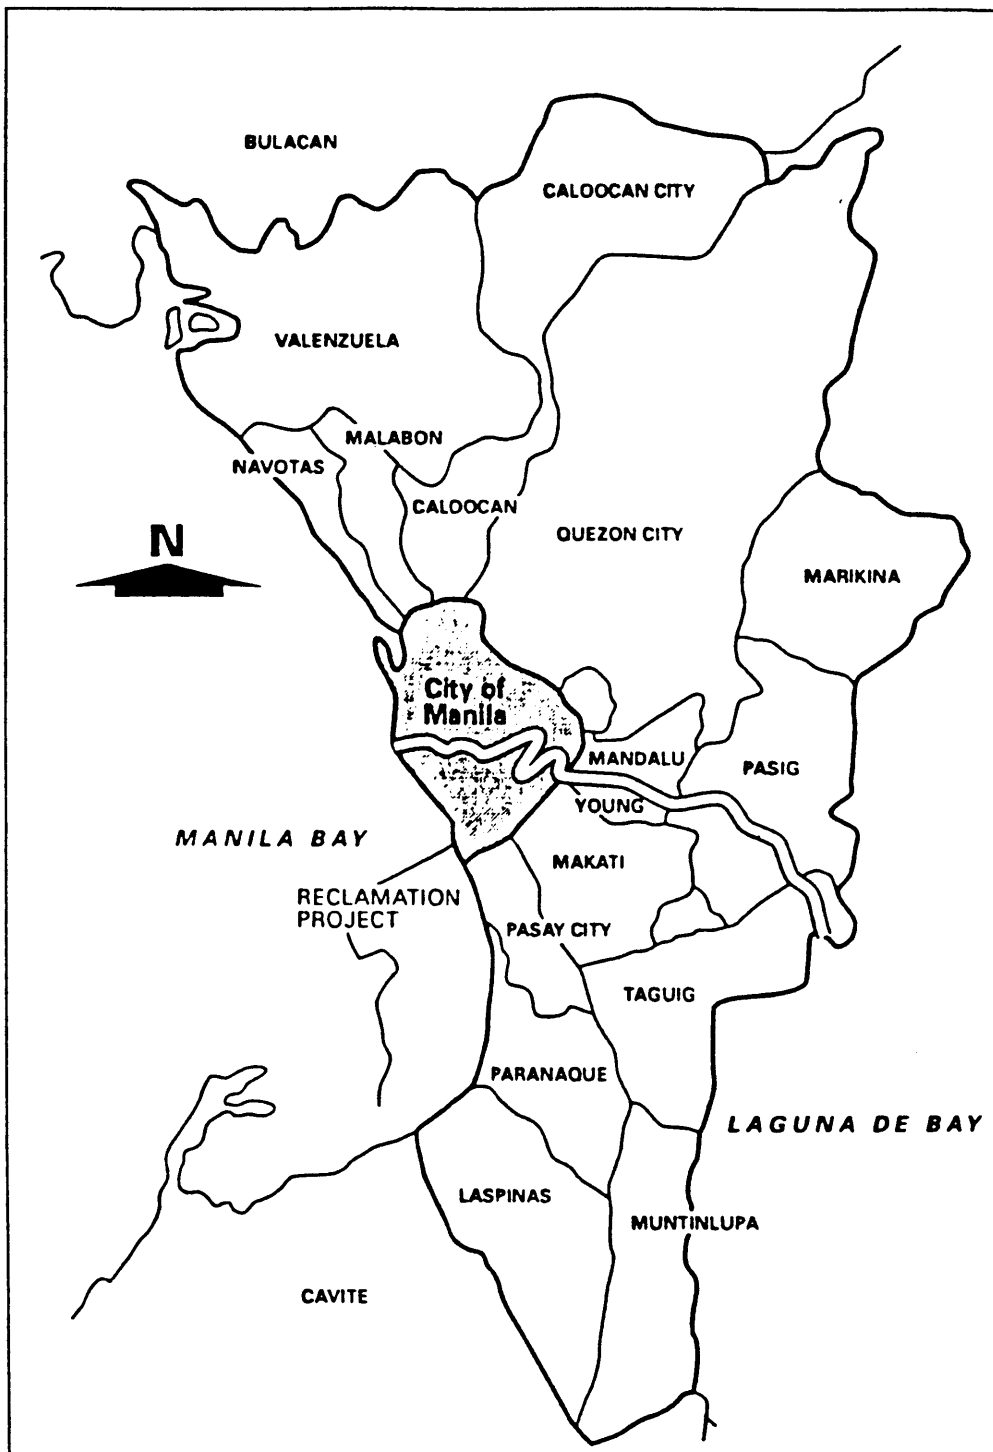 BULACAN
CALOOCAN CITY
VALENZUELA
MALABON
NAVOTAS
CALOOCAN
QUEZON CITY
N
MARIKINA
City of
Manila
MANDALU
PASIG
YOUNG
MANILA BAY
MAKATI
RECLAMATION
PROJECT
PASAY CITY
TAGUIG
PARANAQUE
LAGUNA DE BAY
LASPINAS
MUNTINLUPA
CAVITE